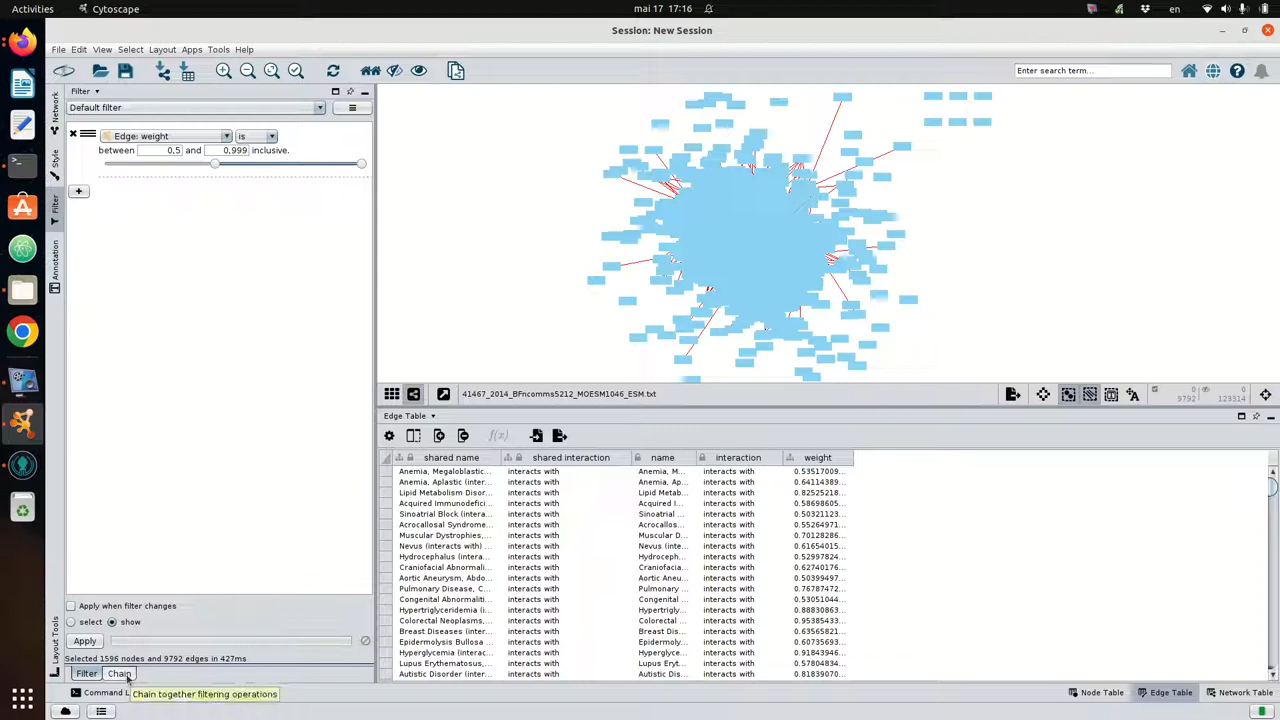 Activities
Cytoscape
mai 17 17:16
en
Session: New Session
File Edit View Select Layout Apps Tools Help
Enter search term...
Network
Style
Filter
Annotation
Layout Tools
Filter
Default filter
Edge: weight
is
between 0.5 and 0.999 inclusive.
+
Apply when filter changes
select show
Apply
Selected 1596 nodes and 9792 edges in 427ms
Filter Chain
Chain together filtering operations
Command L
41467_2014_BFncomms5212_MOESM1046_ESM.txt
0 0
9792 123314
Edge Table
f(x)
shared name shared interaction name interaction weight
Anemia, Megaloblastic... interacts with Anemia, M... interacts with 0.53517009...
Anemia, Aplastic (inter... interacts with Anemia, Ap... interacts with 0.64114389...
Lipid Metabolism Disor... interacts with Lipid Metab... interacts with 0.82525218...
Acquired Immunodefici... interacts with Acquired I... interacts with 0.58698605...
Sinoatrial Block (intera... interacts with Sinoatrial ... interacts with 0.50321123...
Acrocallosal Syndrome... interacts with Acrocallos... interacts with 0.55264971...
Muscular Dystrophies,... interacts with Muscular D... interacts with 0.70128286...
Nevus (interacts with) ... interacts with Nevus (inte... interacts with 0.61654015...
Hydrocephalus (intera... interacts with Hydroceph... interacts with 0.52997824...
Craniofacial Abnormali... interacts with Craniofacia... interacts with 0.62740176...
Aortic Aneurysm, Abdo... interacts with Aortic Aneu... interacts with 0.50399497...
Pulmonary Disease, C... interacts with Pulmonary ... interacts with 0.76787472...
Congenital Abnormaliti... interacts with Congenital ... interacts with 0.53051044...
Hypertriglyceridemia (i... interacts with Hypertrigly... interacts with 0.88830863...
Colorectal Neoplasms,... interacts with Colorectal ... interacts with 0.95385433...
Breast Diseases (inter... interacts with Breast Dis... interacts with 0.63565821...
Epidermolysis Bullosa ... interacts with Epidermoly... interacts with 0.60735693...
Hyperglycemia (interac... interacts with Hyperglyce... interacts with 0.91843946...
Lupus Erythematosus,... interacts with Lupus Eryt... interacts with 0.57804834...
Autistic Disorder (inter... interacts with Autistic Dis... interacts with 0.81839070...
Node Table Edge Table Network Table